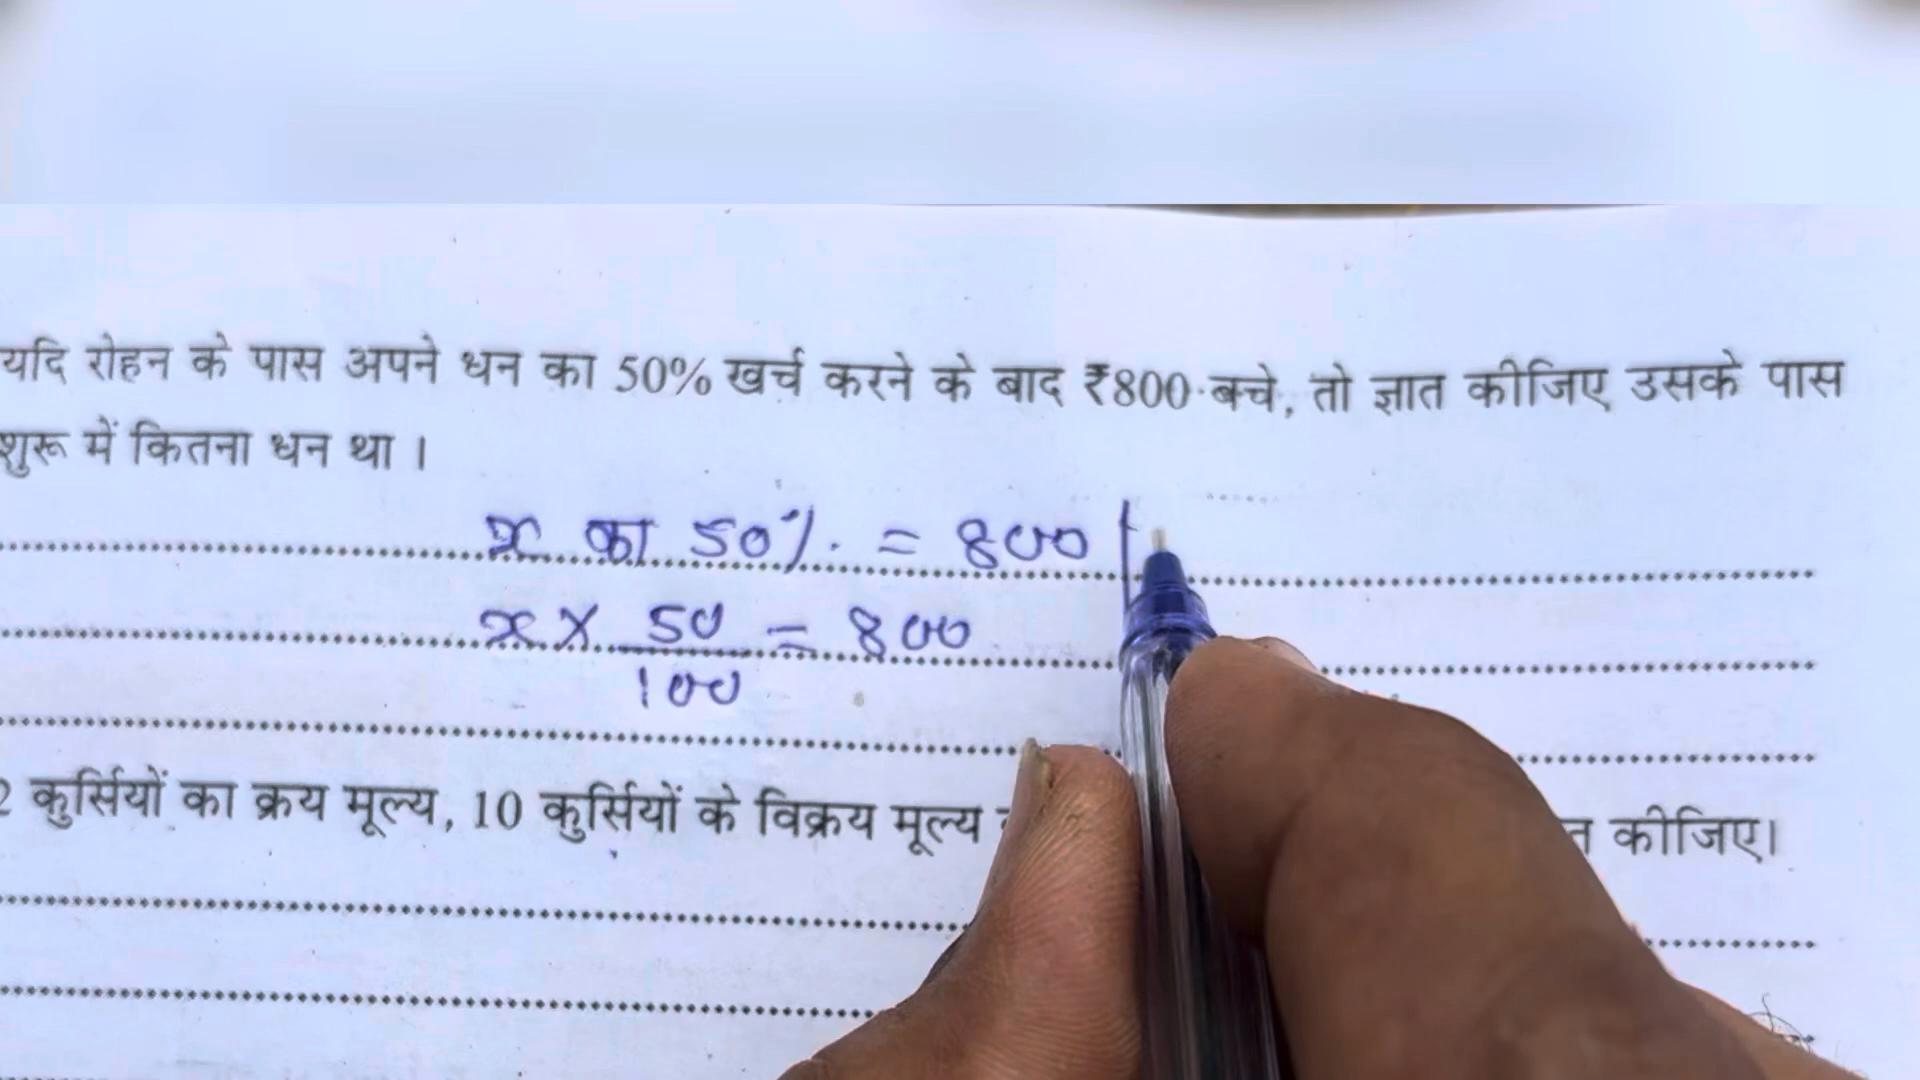 यदि रोहन के पास अपने धन का 50% खर्च करने के बाद ₹800 बचे, तो ज्ञात कीजिए उसके पास
शुरू में कितना धन था ।
x का 50% = 800
x × 50/100 = 800
2 कुर्सियों का क्रय मूल्य, 10 कुर्सियों के विक्रय मूल्य कीजिए।